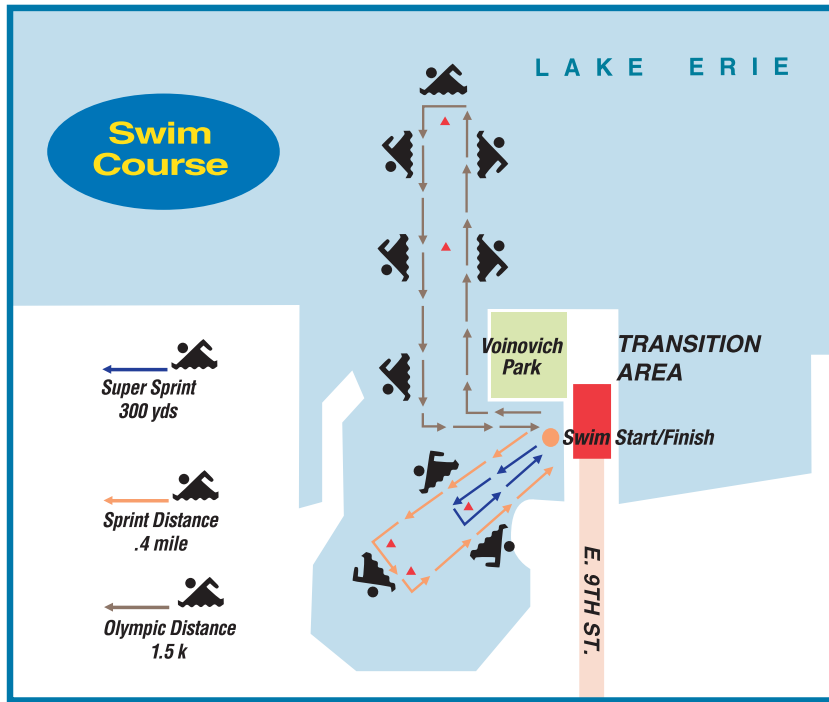 LAKE ERIE
Swim
Course
Voinovich
Park
TRANSITION
AREA
Super Sprint
300 yds
Swim Start/Finish
Sprint Distance
.4 mile
E. 9TH ST.
Olympic Distance
1.5 k